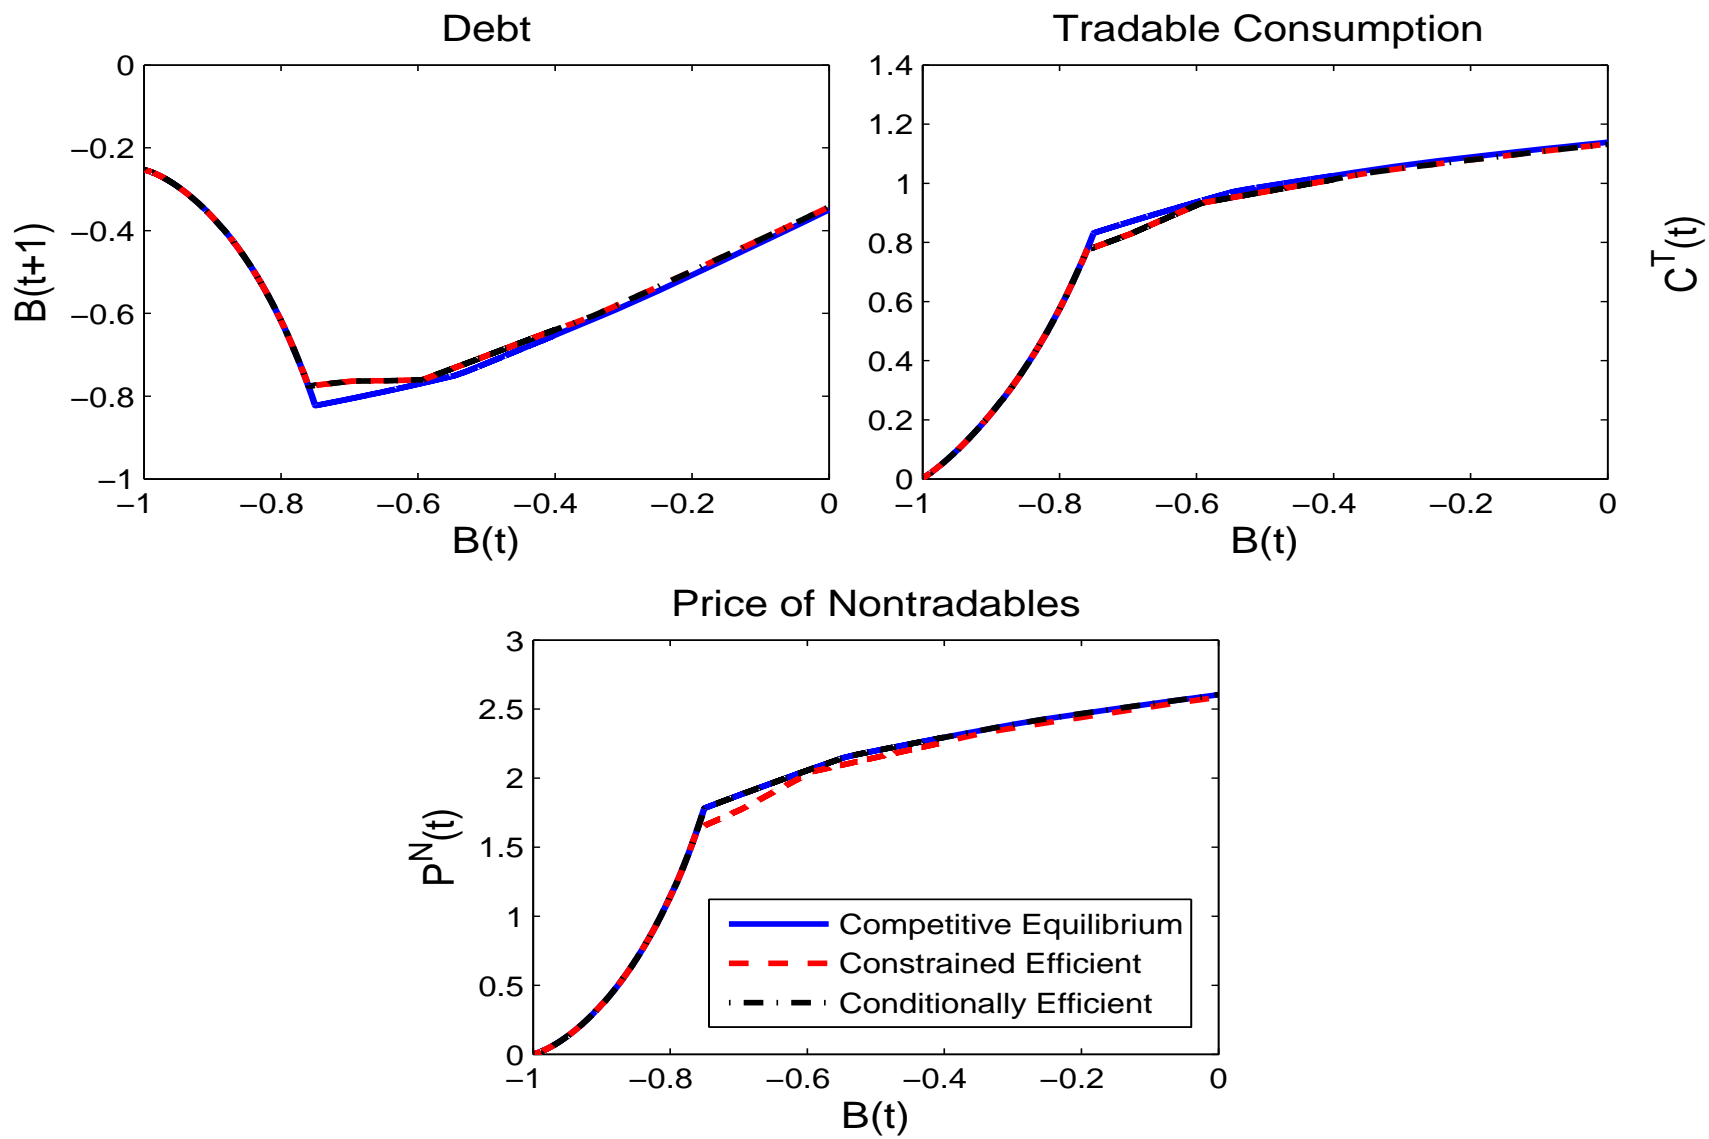 Debt
0
−0.2
−0.4
−0.6
−0.8
−1
B(t+1)
−1 −0.8 −0.6 −0.4 −0.2 0
B(t)
Tradable Consumption
1.4
1.2
1
0.8
0.6
0.4
0.2
0
C^T(t)
−1 −0.8 −0.6 −0.4 −0.2 0
B(t)
Price of Nontradables
3
2.5
2
1.5
1
0.5
0
P^N(t)
Competitive Equilibrium
Constrained Efficient
Conditionally Efficient
−1 −0.8 −0.6 −0.4 −0.2 0
B(t)